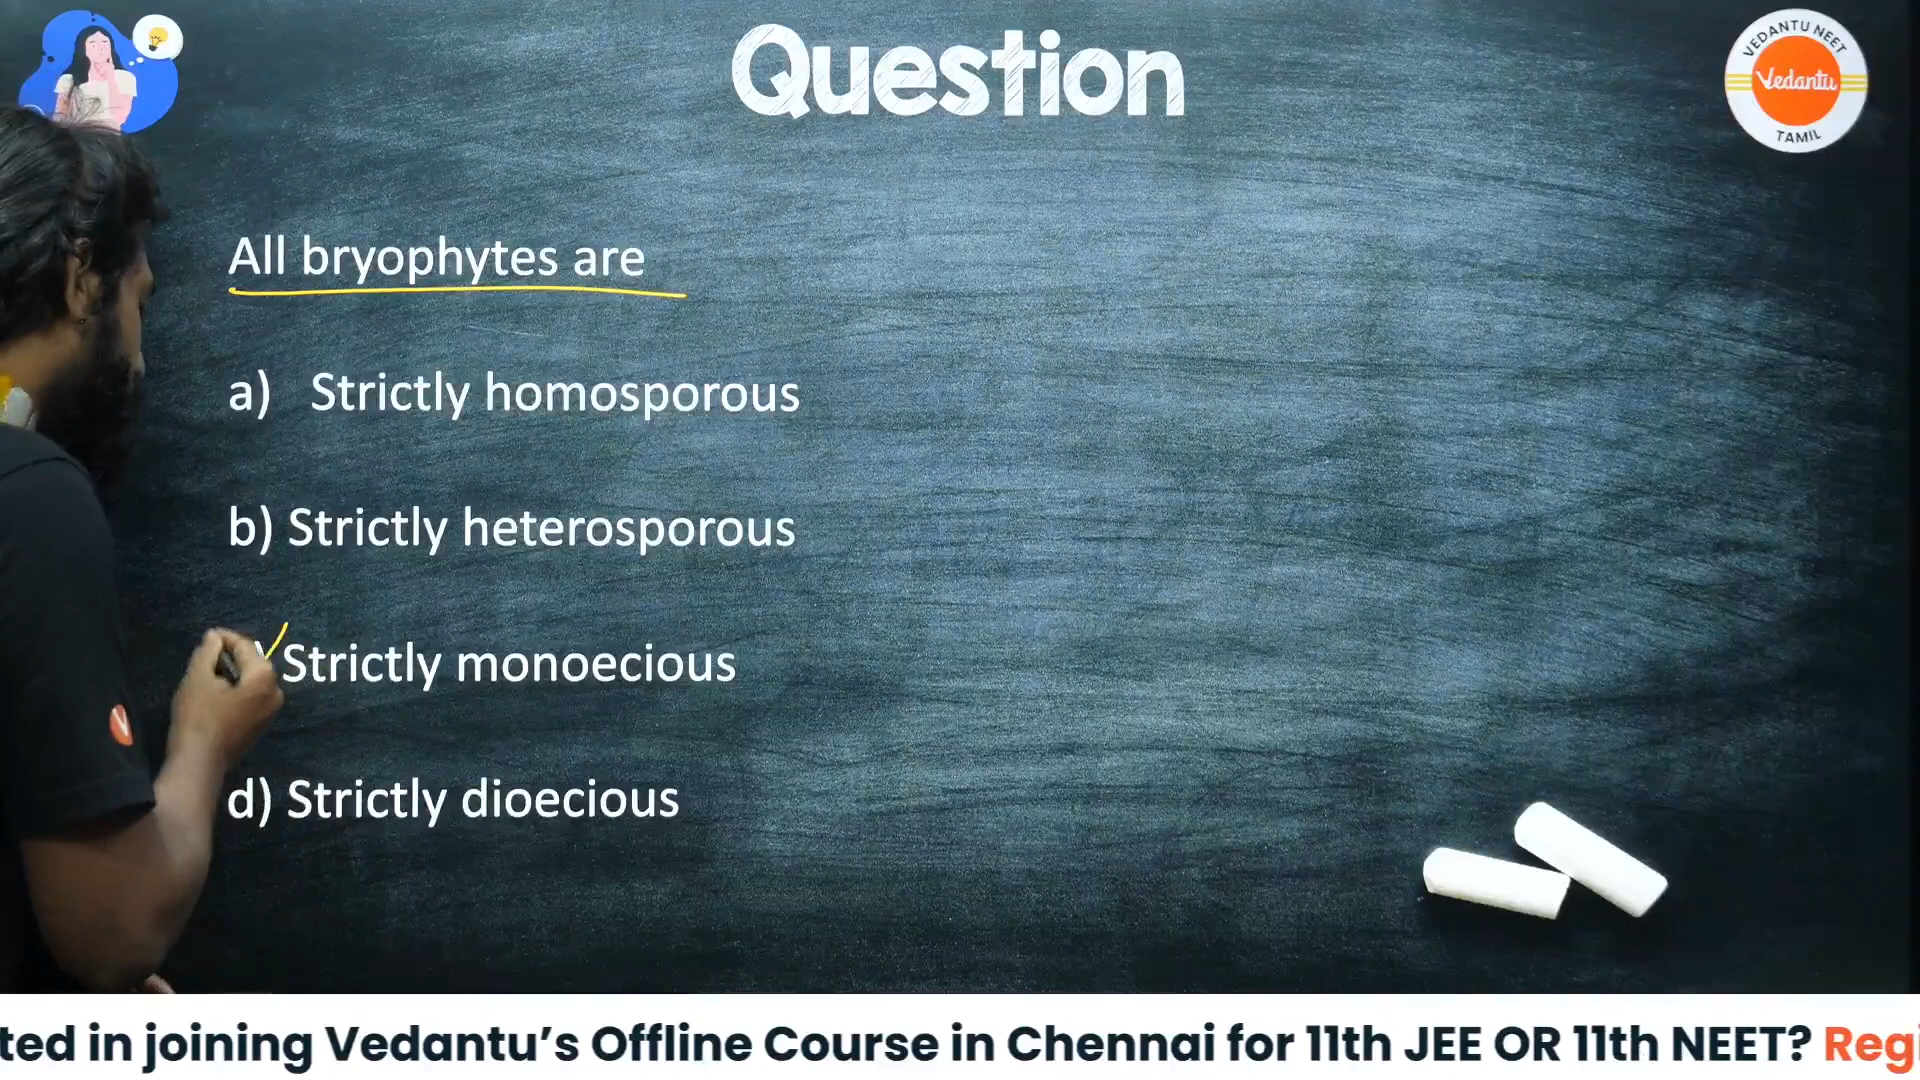 Question
VEDANTU NEET
Vedantu
TAMIL
All bryophytes are
a) Strictly homosporous
b) Strictly heterosporous
) Strictly monoecious
d) Strictly dioecious
V
ted in joining Vedantu’s Offline Course in Chennai for 11th JEE OR 11th NEET? Regi